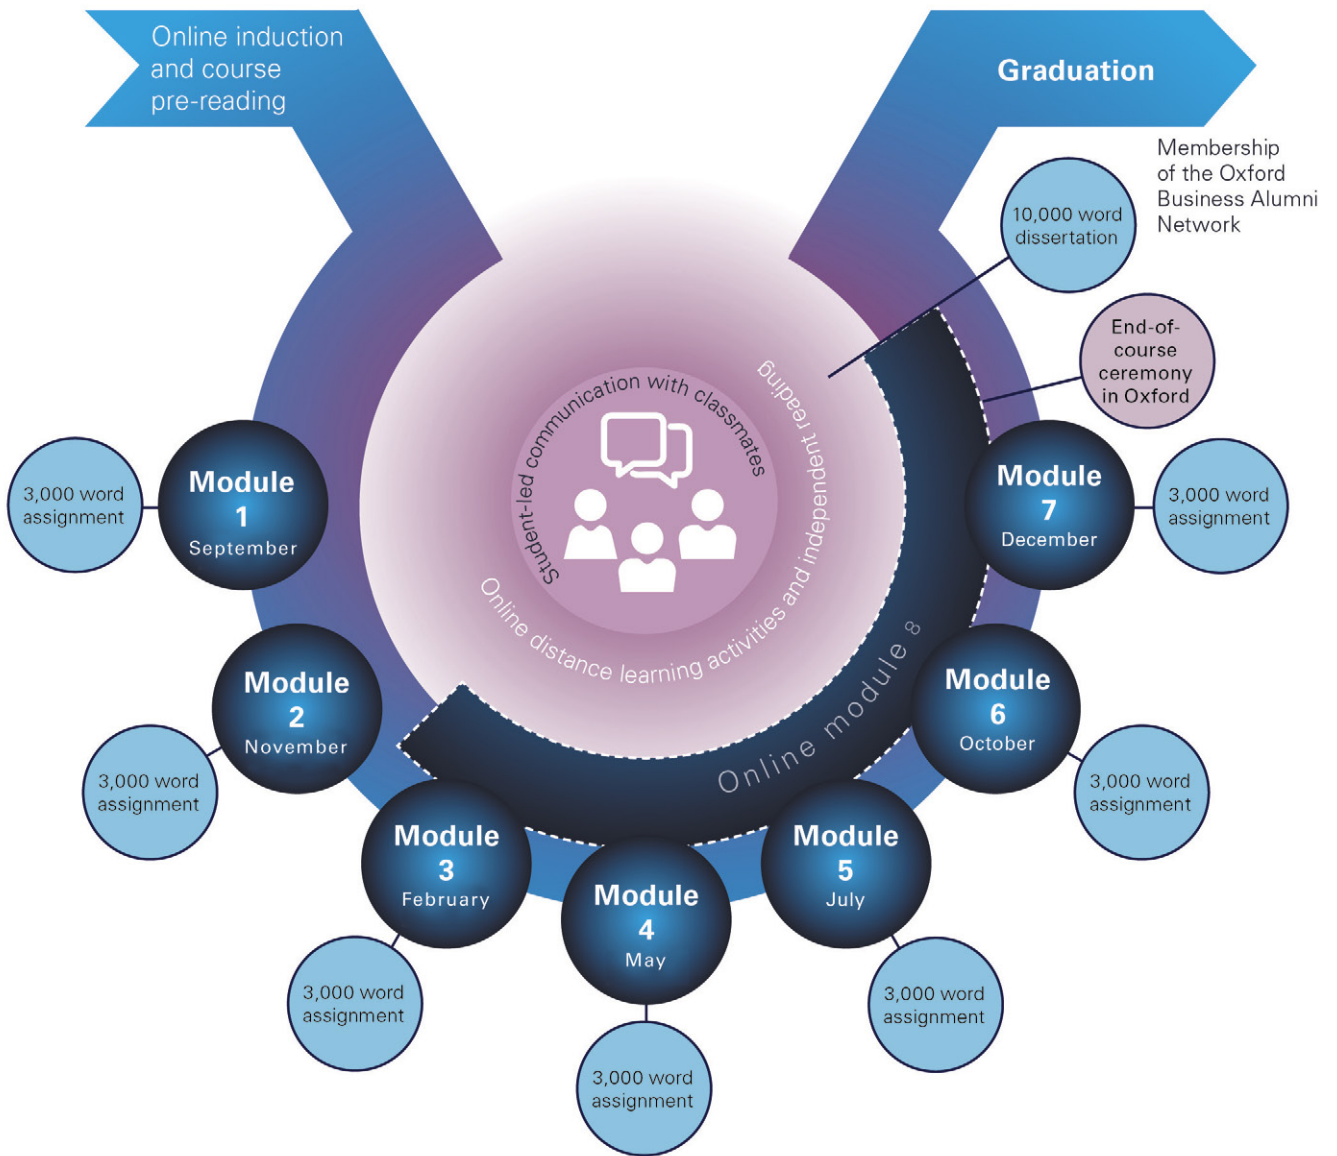 Online induction
and course
pre-reading
Graduation
Membership
of the Oxford
Business Alumni
Network
10,000 word
dissertation
End-of-
course
ceremony
in Oxford
Student-led communication with classmates
Online distance learning activities and independent reading
Online module 8
Module
1
September
3,000 word
assignment
Module
2
November
3,000 word
assignment
Module
3
February
3,000 word
assignment
Module
4
May
3,000 word
assignment
Module
5
July
3,000 word
assignment
Module
6
October
3,000 word
assignment
Module
7
December
3,000 word
assignment